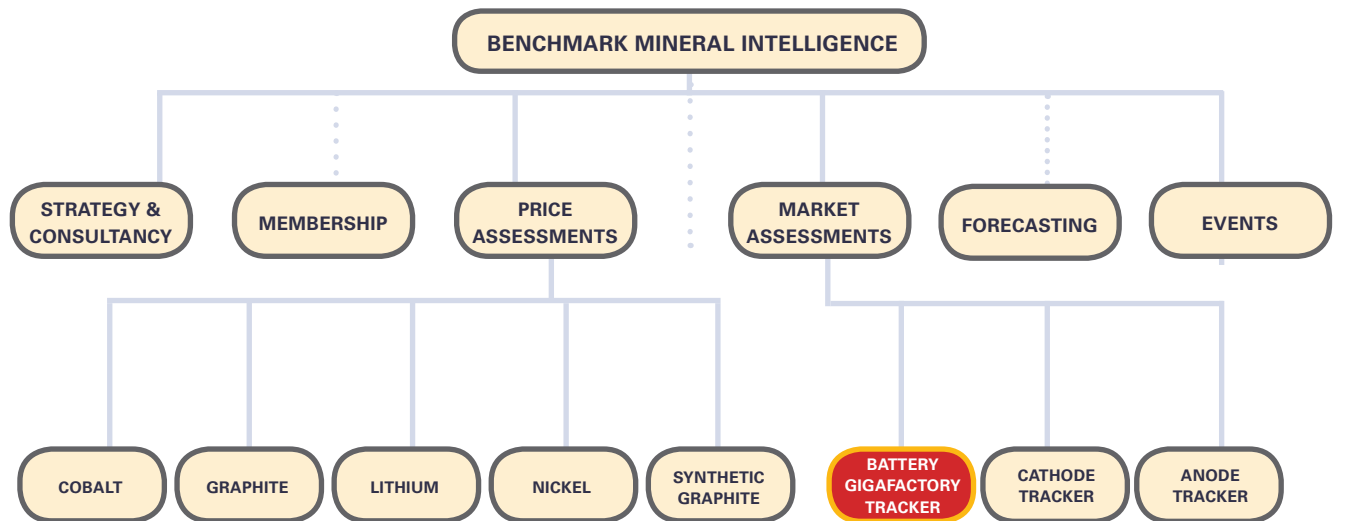 BENCHMARK MINERAL INTELLIGENCE
STRATEGY &
CONSULTANCY
MEMBERSHIP
PRICE
ASSESSMENTS
MARKET
ASSESSMENTS
FORECASTING
EVENTS
COBALT
GRAPHITE
LITHIUM
NICKEL
SYNTHETIC
GRAPHITE
BATTERY
GIGAFACTORY
TRACKER
CATHODE
TRACKER
ANODE
TRACKER